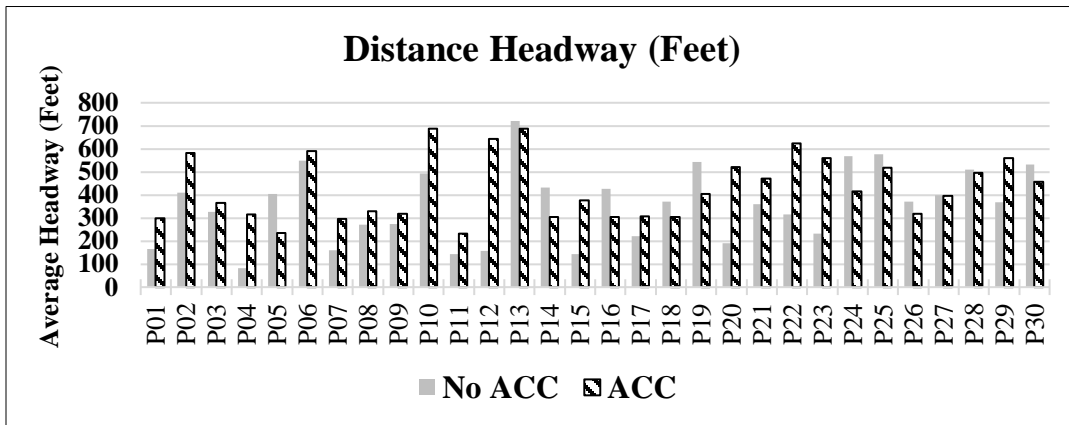 Distance Headway (Feet)
Average Headway (Feet)
800
700
600
500
400
300
200
100
0
P01 P02 P03 P04 P05 P06 P07 P08 P09 P10 P11 P12 P13 P14 P15 P16 P17 P18 P19 P20 P21 P22 P23 P24 P25 P26 P27 P28 P29 P30
No ACC ACC